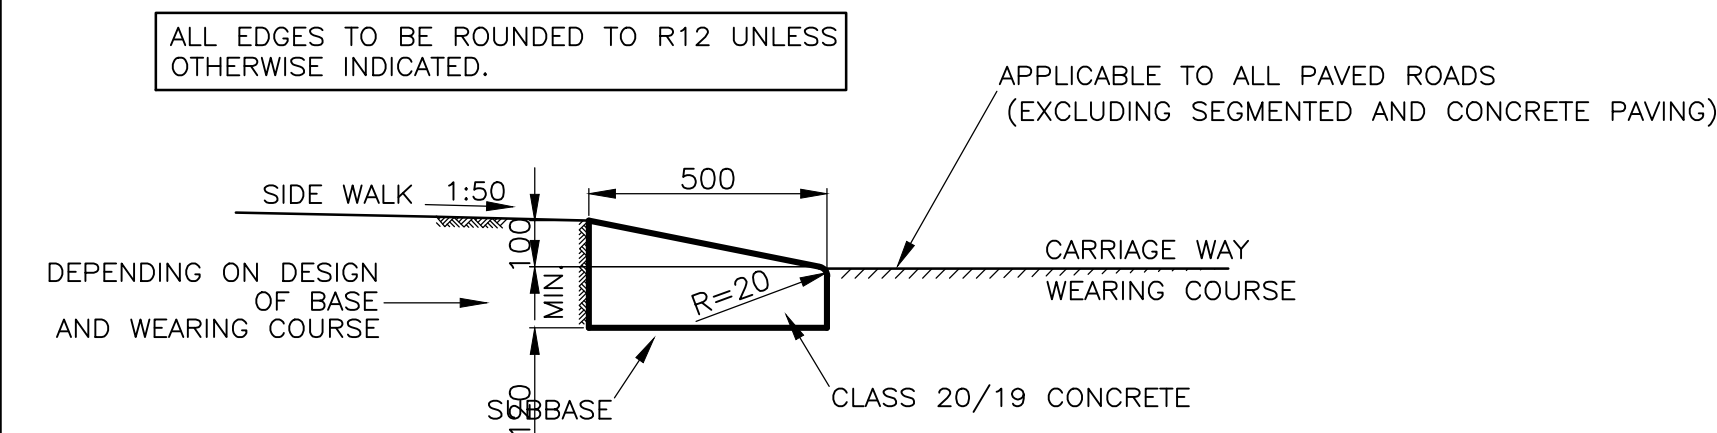 ALL EDGES TO BE ROUNDED TO R12 UNLESS
OTHERWISE INDICATED.
APPLICABLE TO ALL PAVED ROADS
(EXCLUDING SEGMENTED AND CONCRETE PAVING)
SIDE WALK 1:50
500
100
CARRIAGE WAY
WEARING COURSE
DEPENDING ON DESIGN
OF BASE
AND WEARING COURSE
MIN.
R=20
SUBBASE
CLASS 20/19 CONCRETE